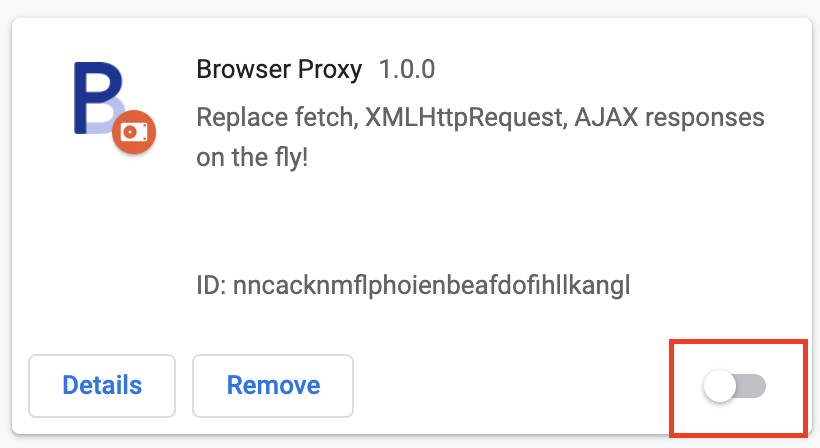 Browser Proxy 1.0.0
Replace fetch, XMLHttpRequest, AJAX responses
on the fly!
ID: nncacknmflphoienbeafdofihllkangl
Details Remove